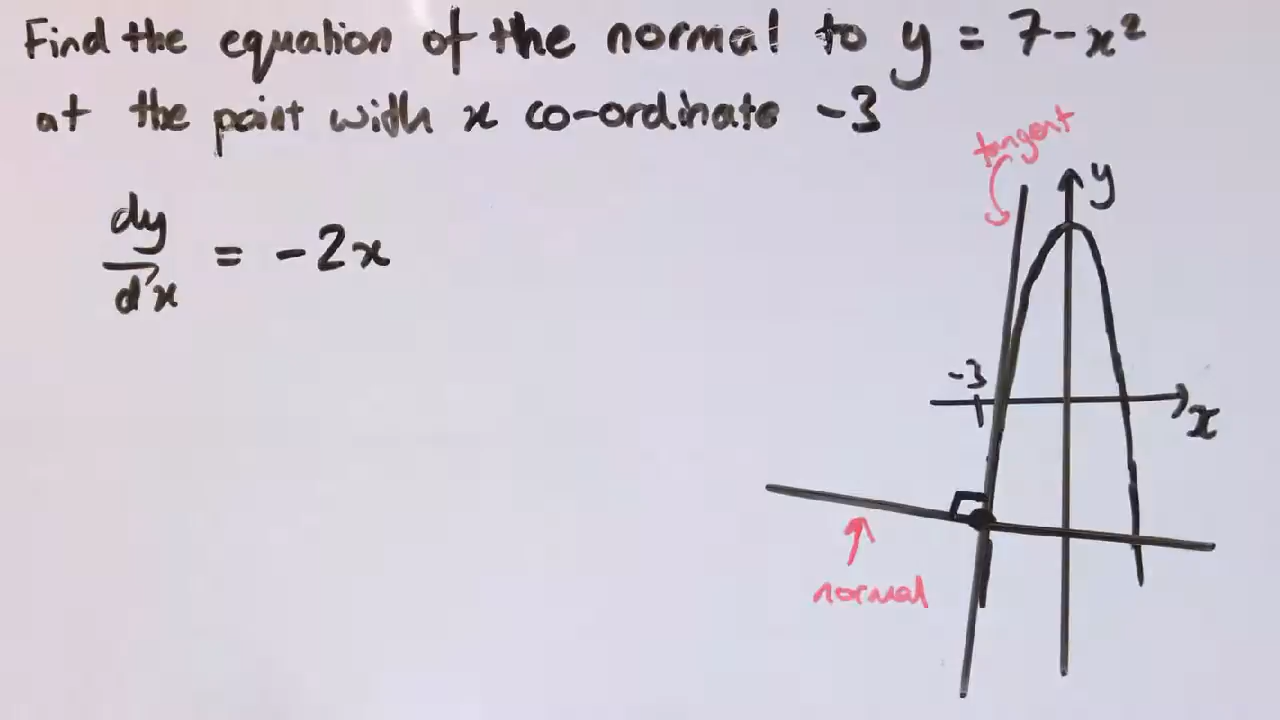 Find the equation of the normal to y = 7-x²
at the point with x co-ordinate -3
tangent
y
dy/dx = -2x
-3
x
normal